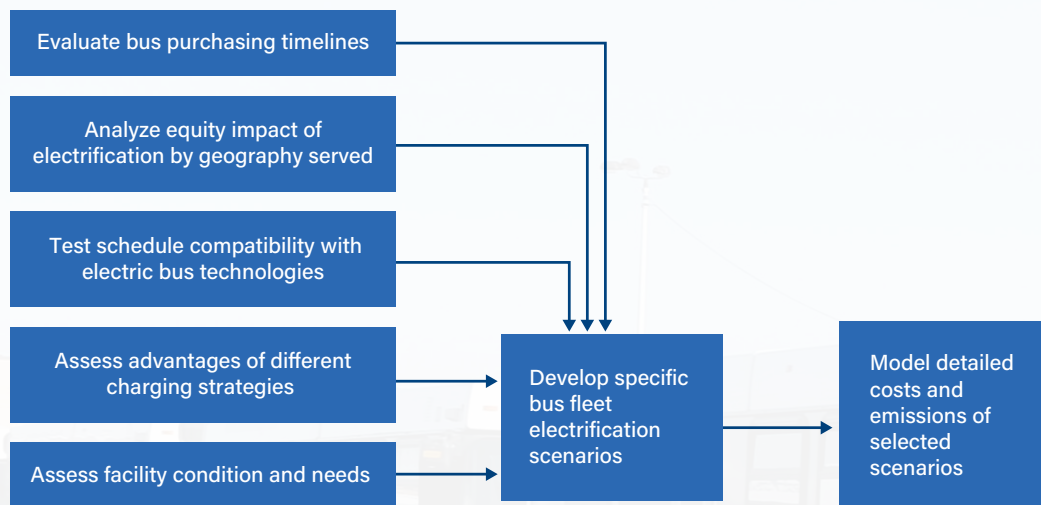 Evaluate bus purchasing timelines
Analyze equity impact of
electrification by geography served
Test schedule compatibility with
electric bus technologies
Assess advantages of different
charging strategies
Assess facility condition and needs
Develop specific
bus fleet
electrification
scenarios
Model detailed
costs and
emissions of
selected
scenarios